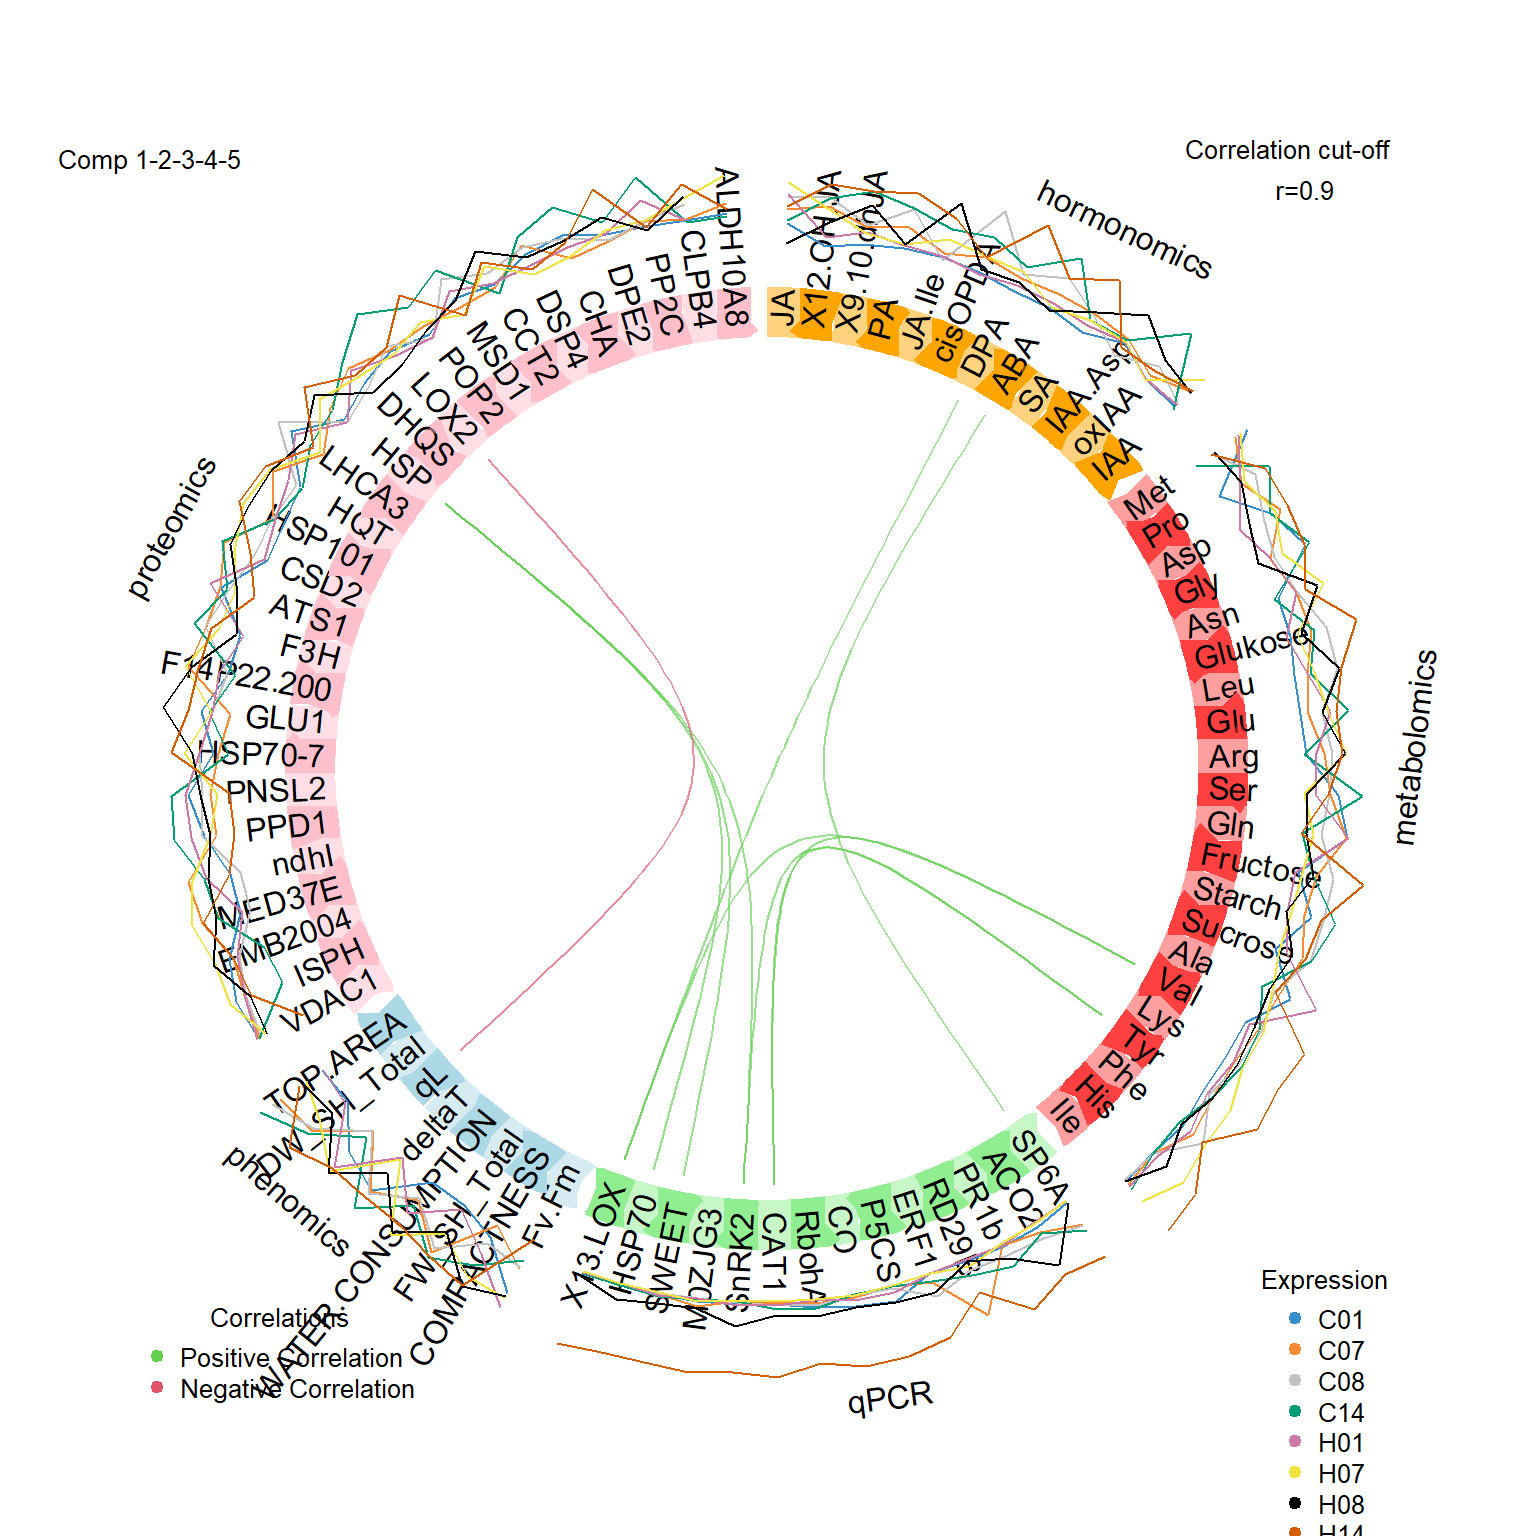 Comp 1-2-3-4-5
Correlation cut-off
r=0.9
hormonomics
JA
X12.OH.JA
X9.10.dhJA
PA
JA.Ile
cisOPDA
DPA
ABA
SA
IAA.Asp
oxIAA
IAA
metabolomics
Met
Pro
Asp
Gly
Asn
Glukose
Leu
Glu
Arg
Ser
Gln
Fructose
Starch
Sucrose
Ala
Val
Lys
Tyr
Phe
His
Ile
qPCR
SP6A
ACO2
PR1b
ERF1
P5CS
CO
RbohA
CAT1
SnRK2
SWEET
HSP70
X13.LOX
phenomics
Fv.Fm
COMPACTNESS
FW_SH_Total
WATER.CONSUMPTION
deltaT
qL
DW_SH_Total
TOP.AREA
proteomics
VDAC1
ISPH
EMB2004
MED37E
ndhI
PPD1
PNSL2
HSP70-7
GLU1
F14P22.200
F3H
ATS1
CSD2
HSP101
HQT
LHCA3
HSP
DHQS
LOX2
POP2
MSD1
CCT2
DSP4
CHA
DPE2
PP2C
CLPB4
ALDH10A8
Correlations
Positive Correlation
Negative Correlation
Expression
C01
C07
C08
C14
H01
H07
H08
H14